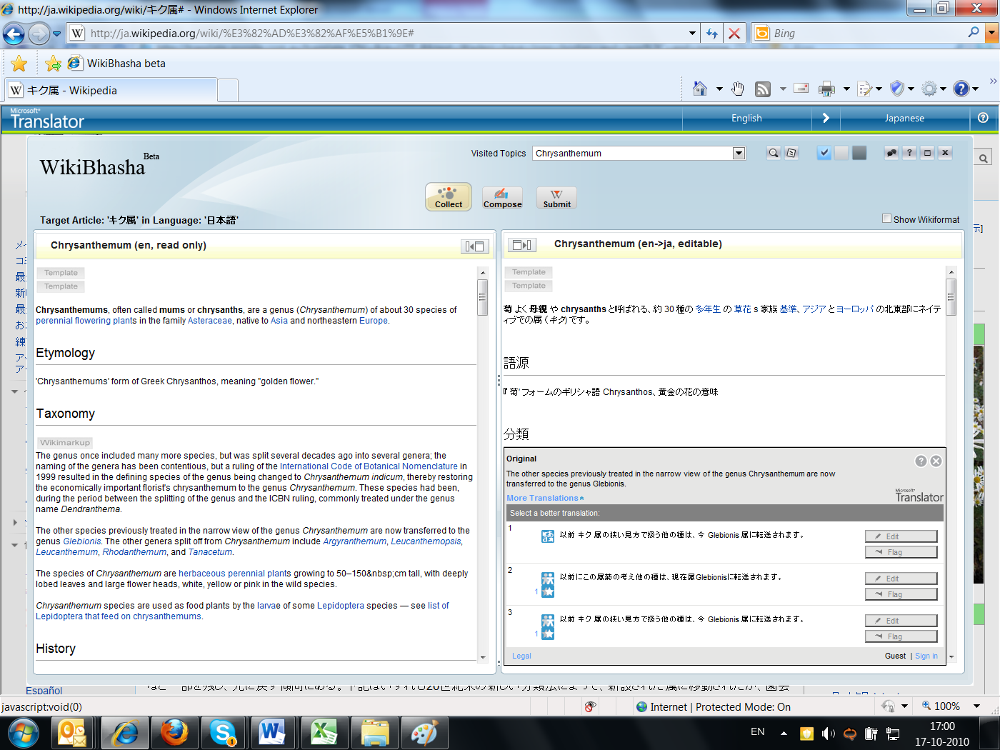 http://ja.wikipedia.org/wiki/キク属# - Windows Internet Explorer
http://ja.wikipedia.org/wiki/%E3%82%AD%E3%82%AF%E5%B1%9E#
Bing
WikiBhasha beta
キク属 - Wikipedia
Microsoft® Translator
English
Japanese
WikiBhasha Beta
Visited Topics
Chrysanthemum
Collect
Compose
Submit
Target Article: 'キク属' in Language: '日本語'
Show Wikiformat
Chrysanthemum (en, read only)
Template
Template
Chrysanthemums, often called mums or chrysanths, are a genus (Chrysanthemum) of about 30 species of
perennial flowering plants in the family Asteraceae, native to Asia and northeastern Europe.
Etymology
'Chrysanthemums' form of Greek Chrysanthos, meaning "golden flower."
Taxonomy
Wikimarkup
The genus once included many more species, but was split several decades ago into several genera; the
naming of the genera has been contentious, but a ruling of the International Code of Botanical Nomenclature in
1999 resulted in the defining species of the genus being changed to Chrysanthemum indicum, thereby restoring
the economically important florist's chrysanthemum to the genus Chrysanthemum. These species had been,
during the period between the splitting of the genus and the ICBN ruling, commonly treated under the genus
name Dendranthema.
The other species previously treated in the narrow view of the genus Chrysanthemum are now transferred to the
genus Glebionis. The other genera split off from Chrysanthemum include Argyranthemum, Leucanthemopsis,
Leucanthemum, Rhodanthemum, and Tanacetum.
The species of Chrysanthemum are herbaceous perennial plants growing to 50–150&nbsp;cm tall, with deeply
lobed leaves and large flower heads, white, yellow or pink in the wild species.
Chrysanthemum species are used as food plants by the larvae of some Lepidoptera species — see list of
Lepidoptera that feed on chrysanthemums.
History
Chrysanthemum (en->ja, editable)
Template
Template
菊 よく 母親 や chrysanths と呼ばれる、約 30 種の 多年生 の 草花 s 家族 基準、アジア とヨーロッパ の北東部にネイテ
ィブでの属 (キク) です。
語源
『 菊' フォームのギリシャ語 Chrysanthos、黄金の花の意味
分類
Original
The other species previously treated in the narrow view of the genus Chrysanthemum are now
transferred to the genus Glebionis.
More Translations
Microsoft® Translator
Select a better translation:
1
以前 キク 属の狭い見方で扱う他の種は、今 Glebionis 属に転送されます。
Edit
Flag
2
以前にこの属菊の考え他の種は、現在属Glebionisに転送されます。
1
Edit
Flag
3
以前 キク 属の狭い見方で扱う他の種は、今 Glebionis 属に転送されます。
1
Edit
Flag
Legal
Guest | Sign in
Español
javascript:void(0)
Internet | Protected Mode: On
100%
EN
17:00
17-10-2010